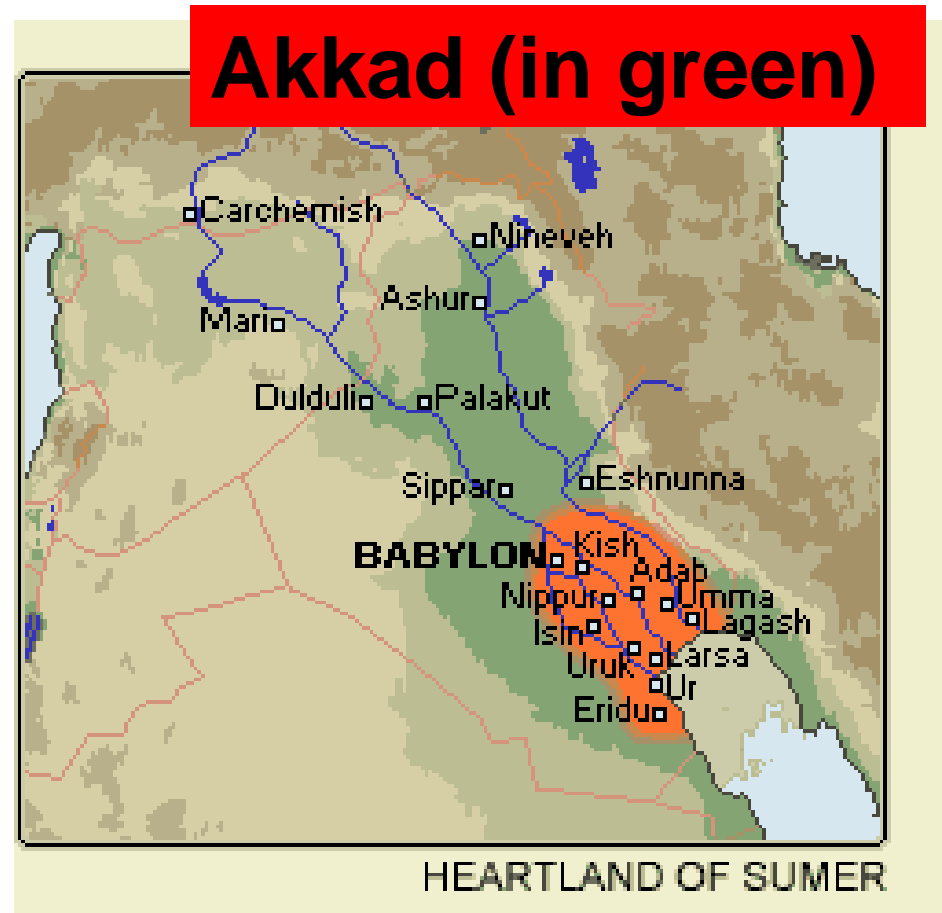 Akkad (in green)
Carchemish
Nineveh
Ashur
Mari
Dulduli
Palakut
Sippar
Eshnunna
BABYLON
Kish
Adab
Nippur
Umma
Isin
Lagash
Uruk
Larsa
Ur
Eridu
HEARTLAND OF SUMER